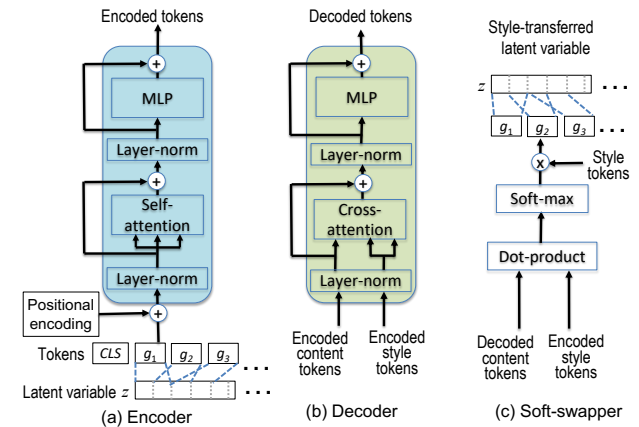 Encoded tokens
+
MLP
Layer-norm
+
Self-
attention
Layer-norm
Positional
encoding
+
Tokens CLS g1 g2 g3 ...
Latent variable z ...
(a) Encoder
Decoded tokens
+
MLP
Layer-norm
+
Cross-
attention
Layer-norm
Encoded
content
tokens
Encoded
style
tokens
(b) Decoder
Style-transferred
latent variable
z ...
g1 g2 g3 ...
x
Style
tokens
Soft-max
Dot-product
Decoded
content
tokens
Encoded
style
tokens
(c) Soft-swapper